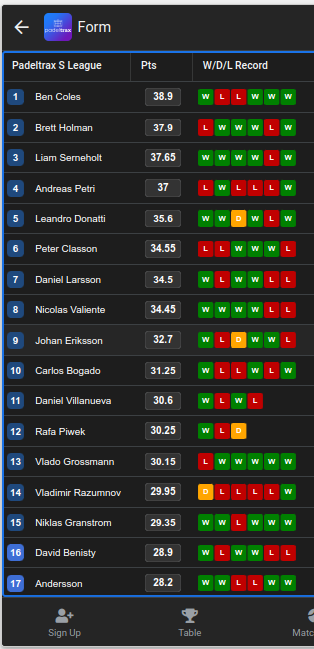 padeltrax
Form
Padeltrax S League Pts W/D/L Record
1 Ben Coles 38.9 W L L W W W
2 Brett Holman 37.9 L W W W L W
3 Liam Serneholt 37.65 W W W W L W
4 Andreas Petri 37 L W L L L W
5 Leandro Donatti 35.6 W W D W L W
6 Peter Classon 34.55 L L W W W L
7 Daniel Larsson 34.5 W L W W L L
8 Nicolas Valiente 34.45 W W W W L L
9 Johan Eriksson 32.7 W L D W W L
10 Carlos Bogado 31.25 W L L W L W
11 Daniel Villanueva 30.6 W L W L
12 Rafa Piwek 30.25 W L D
13 Vlado Grossmann 30.15 L W W W W W
14 Vladimir Razumnov 29.95 D L L L L W
15 Niklas Granstrom 29.35 W W L W W W
16 David Benisty 28.9 W L W W L L
17 Andersson 28.2 W W L L W W
Sign Up Table Matc